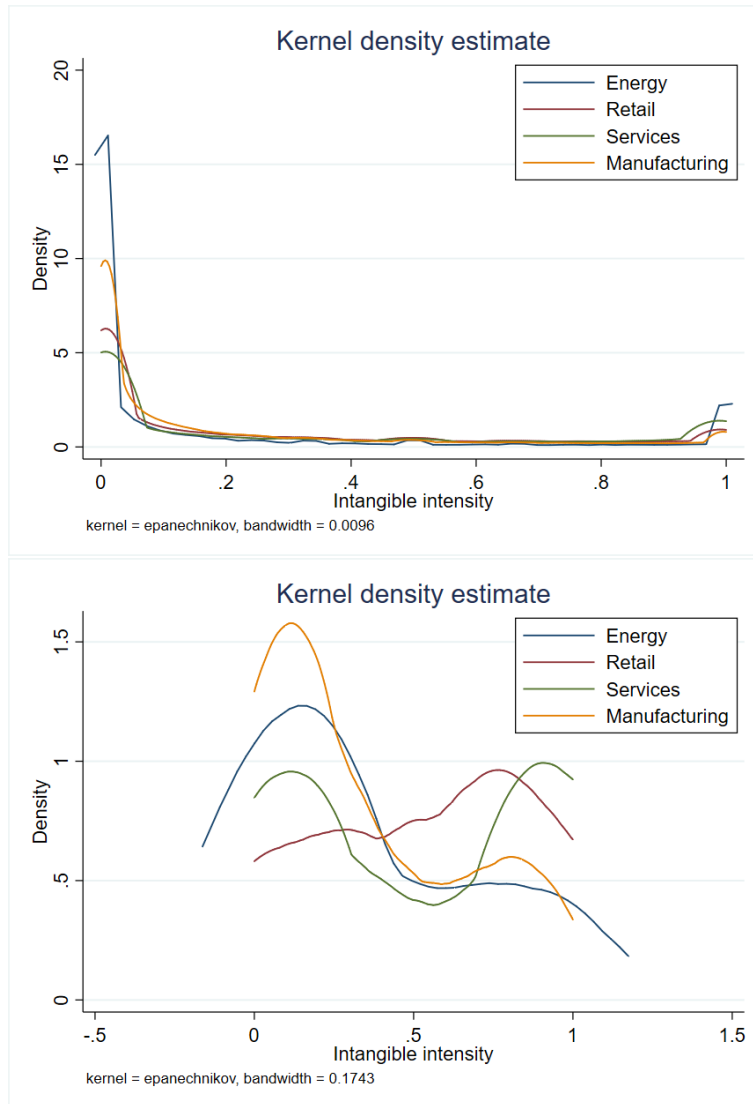 Kernel density estimate
20
15
10
5
0
Density
Energy
Retail
Services
Manufacturing
0 .2 .4 .6 .8 1
Intangible intensity
kernel = epanechnikov, bandwidth = 0.0096
Kernel density estimate
1.5
1
.5
0
Density
Energy
Retail
Services
Manufacturing
-.5 0 .5 1 1.5
Intangible intensity
kernel = epanechnikov, bandwidth = 0.1743